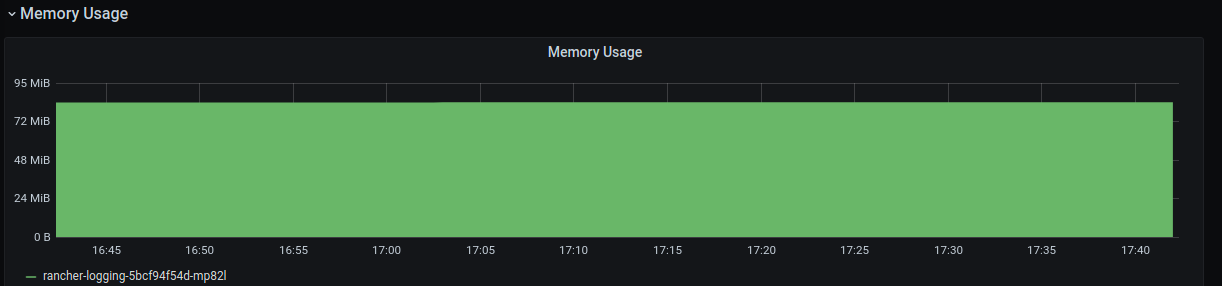 Memory Usage
Memory Usage
95 MiB
72 MiB
48 MiB
24 MiB
0 B
16:45 16:50 16:55 17:00 17:05 17:10 17:15 17:20 17:25 17:30 17:35 17:40
rancher-logging-5bcf94f54d-mp82l